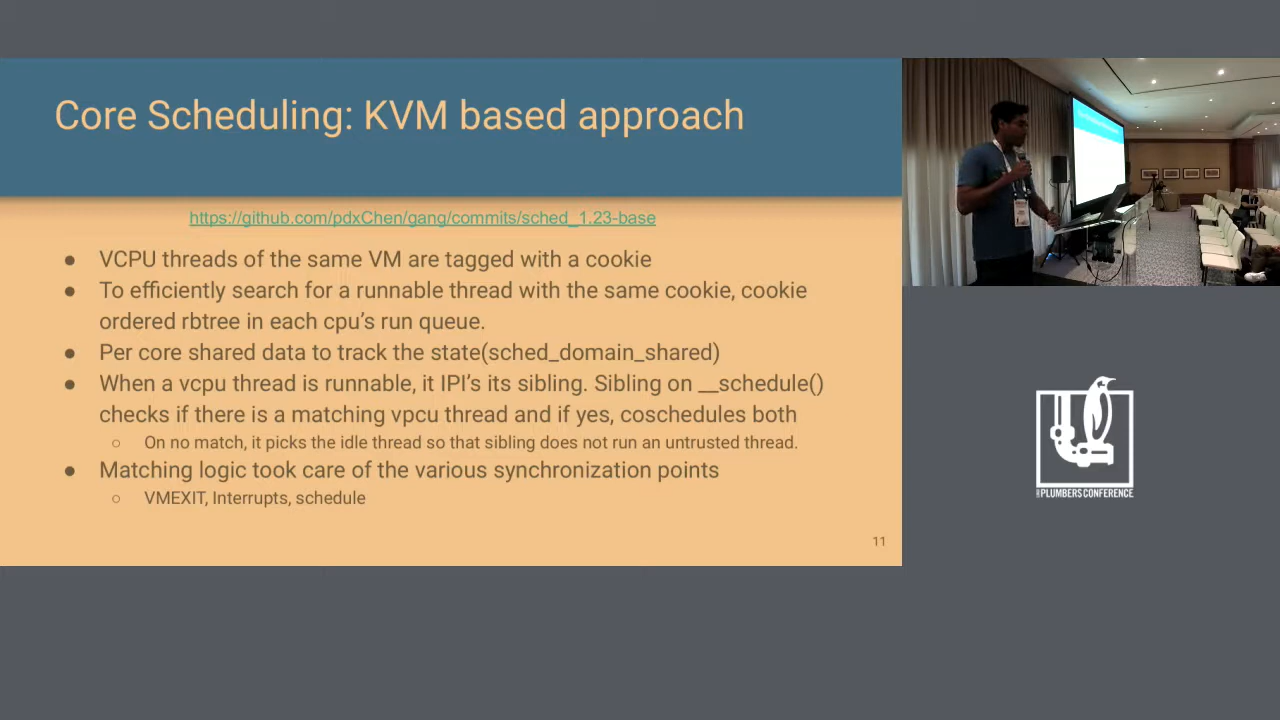 Core Scheduling: KVM based approach
https://github.com/pdxChen/gang/commits/sched_1.23-base
● VCPU threads of the same VM are tagged with a cookie
● To efficiently search for a runnable thread with the same cookie, cookie
ordered rbtree in each cpu's run queue.
● Per core shared data to track the state(sched_domain_shared)
● When a vcpu thread is runnable, it IPI's its sibling. Sibling on __schedule()
checks if there is a matching vpcu thread and if yes, coschedules both
○ On no match, it picks the idle thread so that sibling does not run an untrusted thread.
● Matching logic took care of the various synchronization points
○ VMEXIT, Interrupts, schedule
11
PLUMBERS CONFERENCE